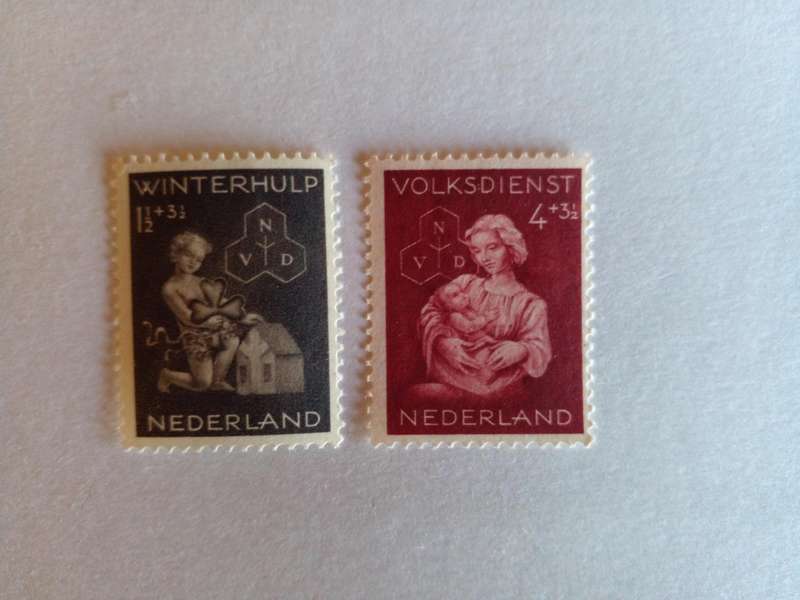 WINTERHULP
1½ +3½
N
V D
NEDERLAND
VOLKSDIENST
4 +3½
N
V D
NEDERLAND